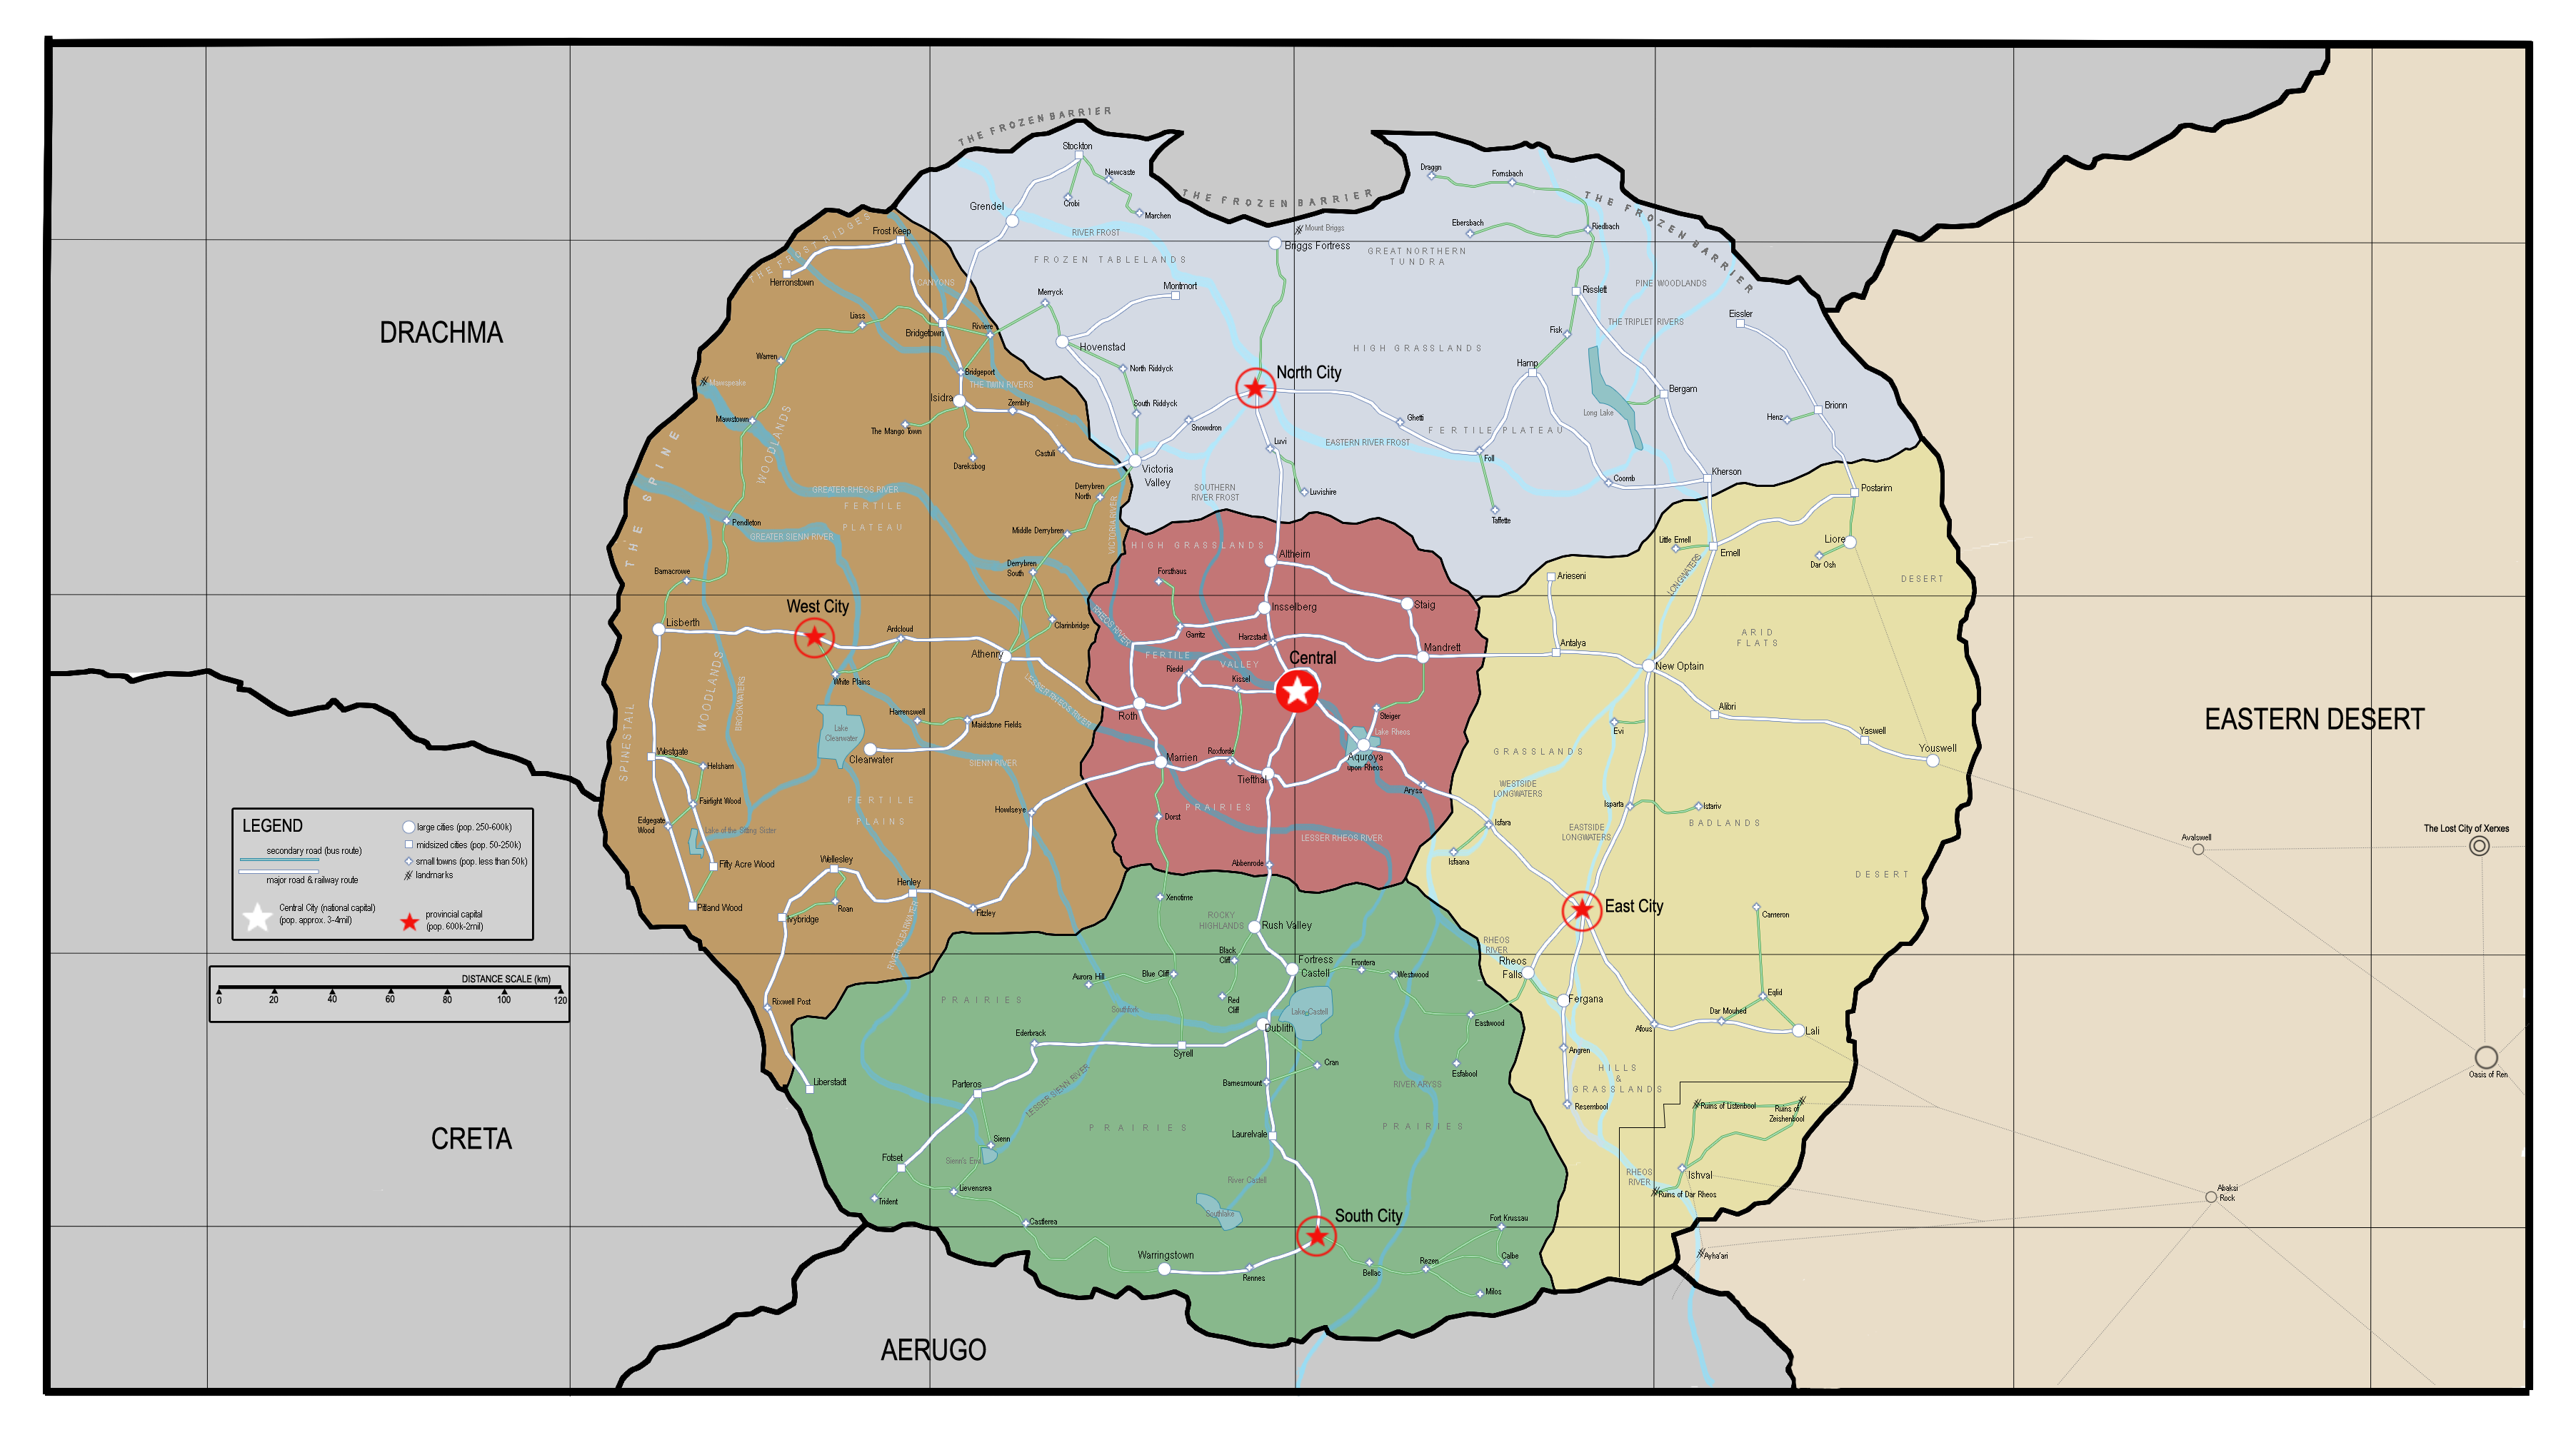 THE FROZEN BARRIER
Stockton
Newcaste
Crobi
Marchen
Grendel
RIVER FROST
FROZEN TABLELANDS
THE FROZEN BARRIER
Mount Briggs
Briggs Fortress
GREAT NORTHERN
TUNDRA
Draggn
Fornsbach
Ebersbach
Riedbach
THE FROZEN BARRIER
PINE WOODLANDS
THE TRIPLET RIVERS
Risslett
Eissler
Fisk
HIGH GRASSLANDS
Hamp
Long Lake
Bergam
Henz
Brionn
Merryck
Montmort
Hovenstad
North Riddyck
South Riddyck
North City
Snowdron
Luvi
Luvishire
Ghetti
FERTILE PLATEAU
EASTERN RIVER FROST
Foll
Taffette
Coomb
Kherson
Victoria
Valley
SOUTHERN
RIVER FROST
DRACHMA
THE FROST RIDGES
Frost Keep
Herronstown
CANYONS
Liass
Bridgetown
Riviere
Warren
Bridgeport
THE TWIN RIVERS
Mawspeake
Isidra
Zembly
Mawstown
WOODLANDS
The Mango Town
Dareksbog
Castuli
THE SPINE
GREATER RHEOS RIVER
FERTILE
PLATEAU
Derrybren
North
VICTORIA RIVER
Pendleton
GREATER SIENN RIVER
Middle Derrybren
Derrybren
South
Barnacrowe
West City
Lisberth
Ardcloud
Clarinbridge
Athenry
White Plains
WOODLANDS
BROOKWATERS
LESSER RHEOS RIVER
SPINESTAIL
Harrenswell
Maidstone Fields
Lake
Clearwater
Clearwater
Westgate
Helsham
SIENN RIVER
Fairlight Wood
Edgegate
Wood
Lake of the Sitting Sister
FERTILE
PLAINS
Howlseye
Fifty Acre Wood
Wellesley
Henley
Pitland Wood
Ivybridge
Roan
Fitzley
RIVER CLEARWATER
Rixwell Post
Liberstadt
HIGH GRASSLANDS
Altheim
Forsthaus
RHEOS RIVER
Insselberg
Staig
Garritz
Harzstadt
FERTILE
VALLEY
Central
Mandrett
Riedd
Kissel
Roth
Steiger
Lake Rheos
Marrien
Roxforde
Tiefthal
Aquroya
upon Rheos
Aryss
PRAIRIES
Dorst
LESSER RHEOS RIVER
Abbenrode
Postarim
Little Emell
Emell
Liore
Dar Osh
DESERT
LONGWATERS
Arieseni
Antalya
New Optain
ARID
FLATS
Alibri
Evi
Yaswell
Youswell
GRASSLANDS
WESTSIDE
LONGWATERS
Isparta
Istariv
BADLANDS
Isfara
EASTSIDE
LONGWATERS
Isfaana
DESERT
East City
Cameron
RHEOS
RIVER
Rheos
Falls
Fergana
Eqlid
Dar Mouhed
Afous
Lali
Angren
HILLS
&
GRASSLANDS
Resembool
Ruins of Listenbool
Ruins of
Zeishenbool
Ishval
RHEOS
RIVER
Ruins of Dar Rheos
Ayha'ari
Xenotime
ROCKY
HIGHLANDS
Rush Valley
Black
Cliff
Blue Cliff
Aurora Hill
Red
Cliff
Fortress
Castell
Frontera
Westwood
PRAIRIES
Southfork
Lake Castell
Dublith
Eastwood
Ederbrack
Syrell
Cran
Esfabool
Parteros
LESSER SIENN RIVER
Barnesmount
RIVER ARYSS
PRAIRIES
PRAIRIES
Laurelvale
Sienn
Sienn's End
Fotset
Lievensrea
Trident
River Castell
Southlake
Castlerea
South City
Fort Krussau
Warringstown
Rennes
Bellac
Rezen
Calbe
Milos
EASTERN DESERT
Avalswell
The Lost City of Xerxes
Oasis of Ren
Abaksi
Rock
LEGEND
secondary road (bus route)
major road & railway route
large cities (pop. 250-600k)
midsized cities (pop. 50-250k)
small towns (pop. less than 50k)
landmarks
Central City (national capital)
(pop. approx. 3-4mil)
provincial capital
(pop. 600k-2mil)
DISTANCE SCALE (km)
0 20 40 60 80 100 120
CRETA
AERUGO